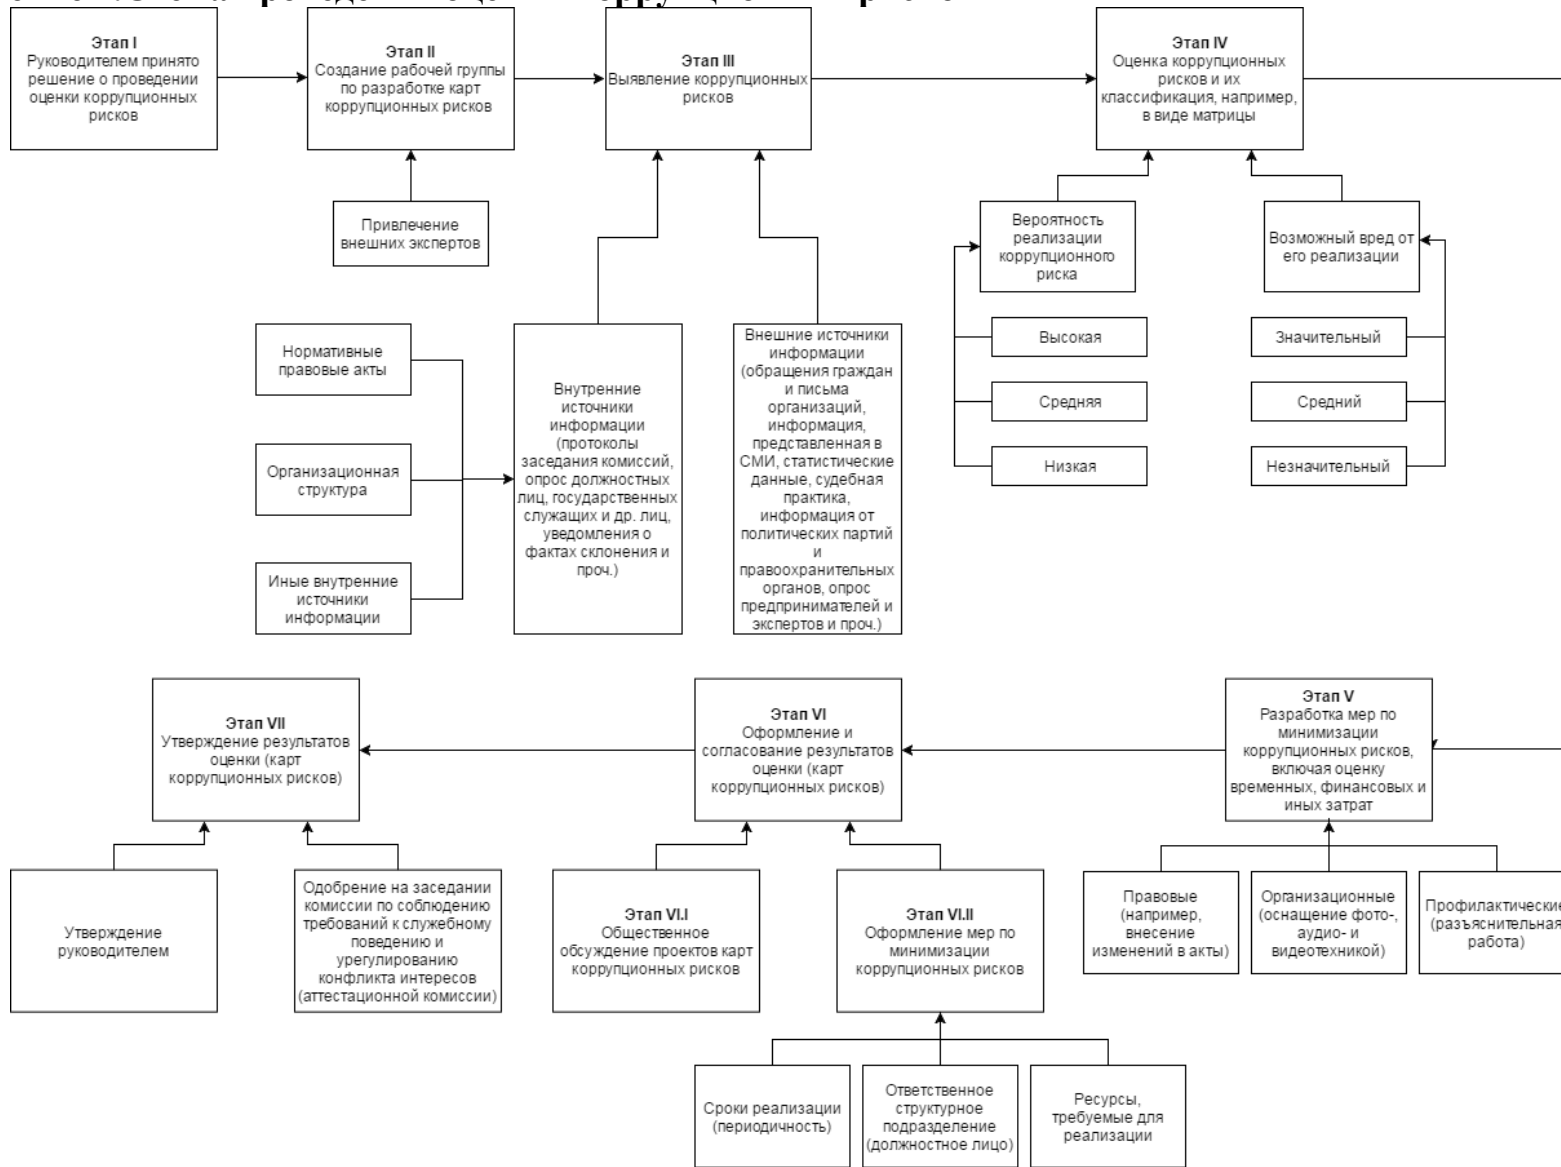 Этап I
Руководителем принято
решение о проведении
оценки коррупционных
рисков
Этап II
Создание рабочей группы
по разработке карт
коррупционных рисков
Этап III
Выявление коррупционных
рисков
Этап IV
Оценка коррупционных
рисков и их
классификация, например,
в виде матрицы
Привлечение
внешних экспертов
Вероятность
реализации
коррупционного
риска
Возможный вред от
его реализации
Высокая
Средняя
Низкая
Значительный
Средний
Незначительный
Нормативные
правовые акты
Организационная
структура
Иные внутренние
источники
информации
Внутренние
источники
информации
(протоколы
заседания комиссий,
опрос должностных
лиц, государственных
служащих и др. лиц,
уведомления о
фактах склонения и
проч.)
Внешние источники
информации
(обращения граждан
и письма
организаций,
информация,
представленная в
СМИ, статистические
данные, судебная
практика,
информация от
политических партий
и
правоохранительных
органов, опрос
предпринимателей и
экспертов и проч.)
Этап VII
Утверждение результатов
оценки (карт
коррупционных рисков)
Этап VI
Оформление и
согласование результатов
оценки (карт
коррупционных рисков)
Этап V
Разработка мер по
минимизации
коррупционных рисков,
включая оценку
временных, финансовых и
иных затрат
Утверждение
руководителем
Одобрение на заседании
комиссии по соблюдению
требований к служебному
поведению и
урегулированию
конфликта интересов
(аттестационной комиссии)
Этап VI.I
Общественное
обсуждение проектов карт
коррупционных рисков
Этап VI.II
Оформление мер по
минимизации
коррупционных рисков
Правовые
(например,
внесение
изменений в акты)
Организационные
(оснащение фото-,
аудио- и
видеотехникой)
Профилактические
(разъяснительная
работа)
Сроки реализации
(периодичность)
Ответственное
структурное
подразделение
(должностное лицо)
Ресурсы,
требуемые для
реализации